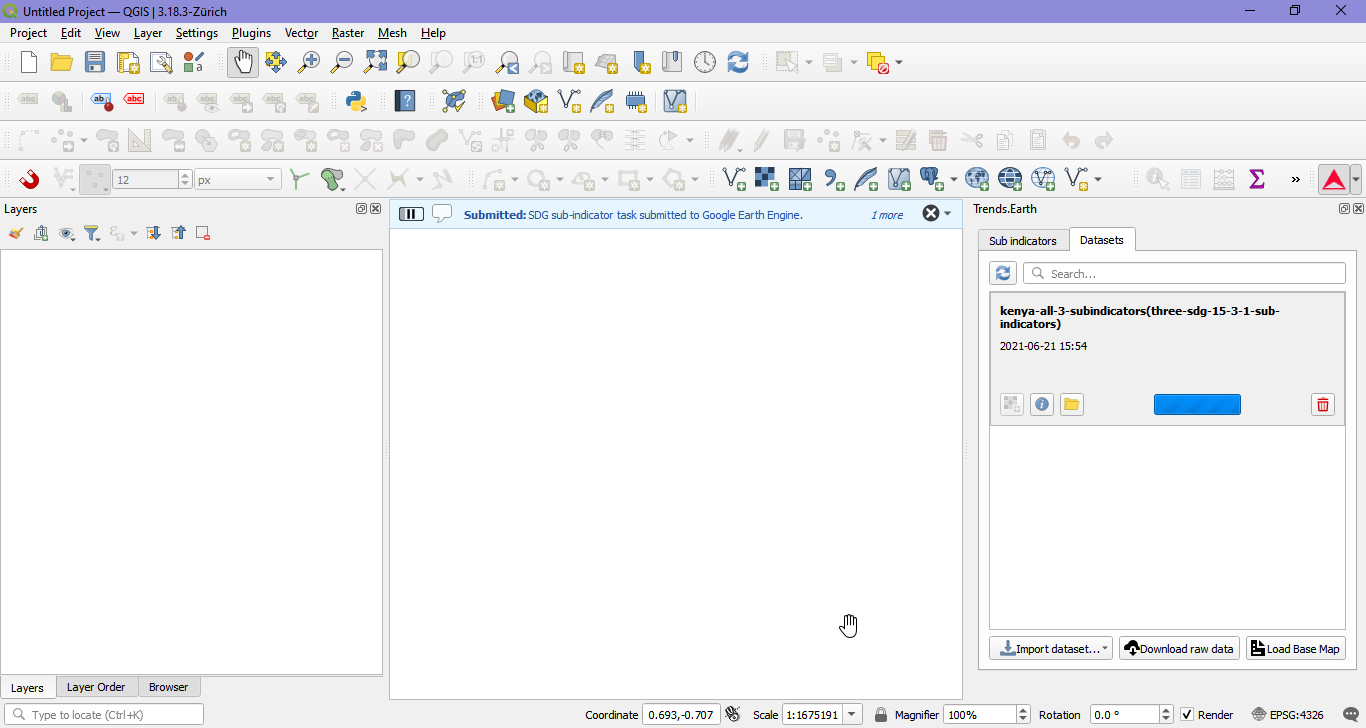 Untitled Project — QGIS | 3.18.3-Zürich
Project Edit View Layer Settings Plugins Vector Raster Mesh Help
12 px
Layers
Submitted: SDG sub-indicator task submitted to Google Earth Engine. 1 more
Trends.Earth
Sub indicators Datasets
Search...
kenya-all-3-subindicators(three-sdg-15-3-1-sub-
indicators)
2021-06-21 15:54
Import dataset... Download raw data Load Base Map
Layers Layer Order Browser
Type to locate (Ctrl+K) Coordinate 0.693,-0.707 Scale 1:1675191 Magnifier 100% Rotation 0.0 ° Render EPSG:4326